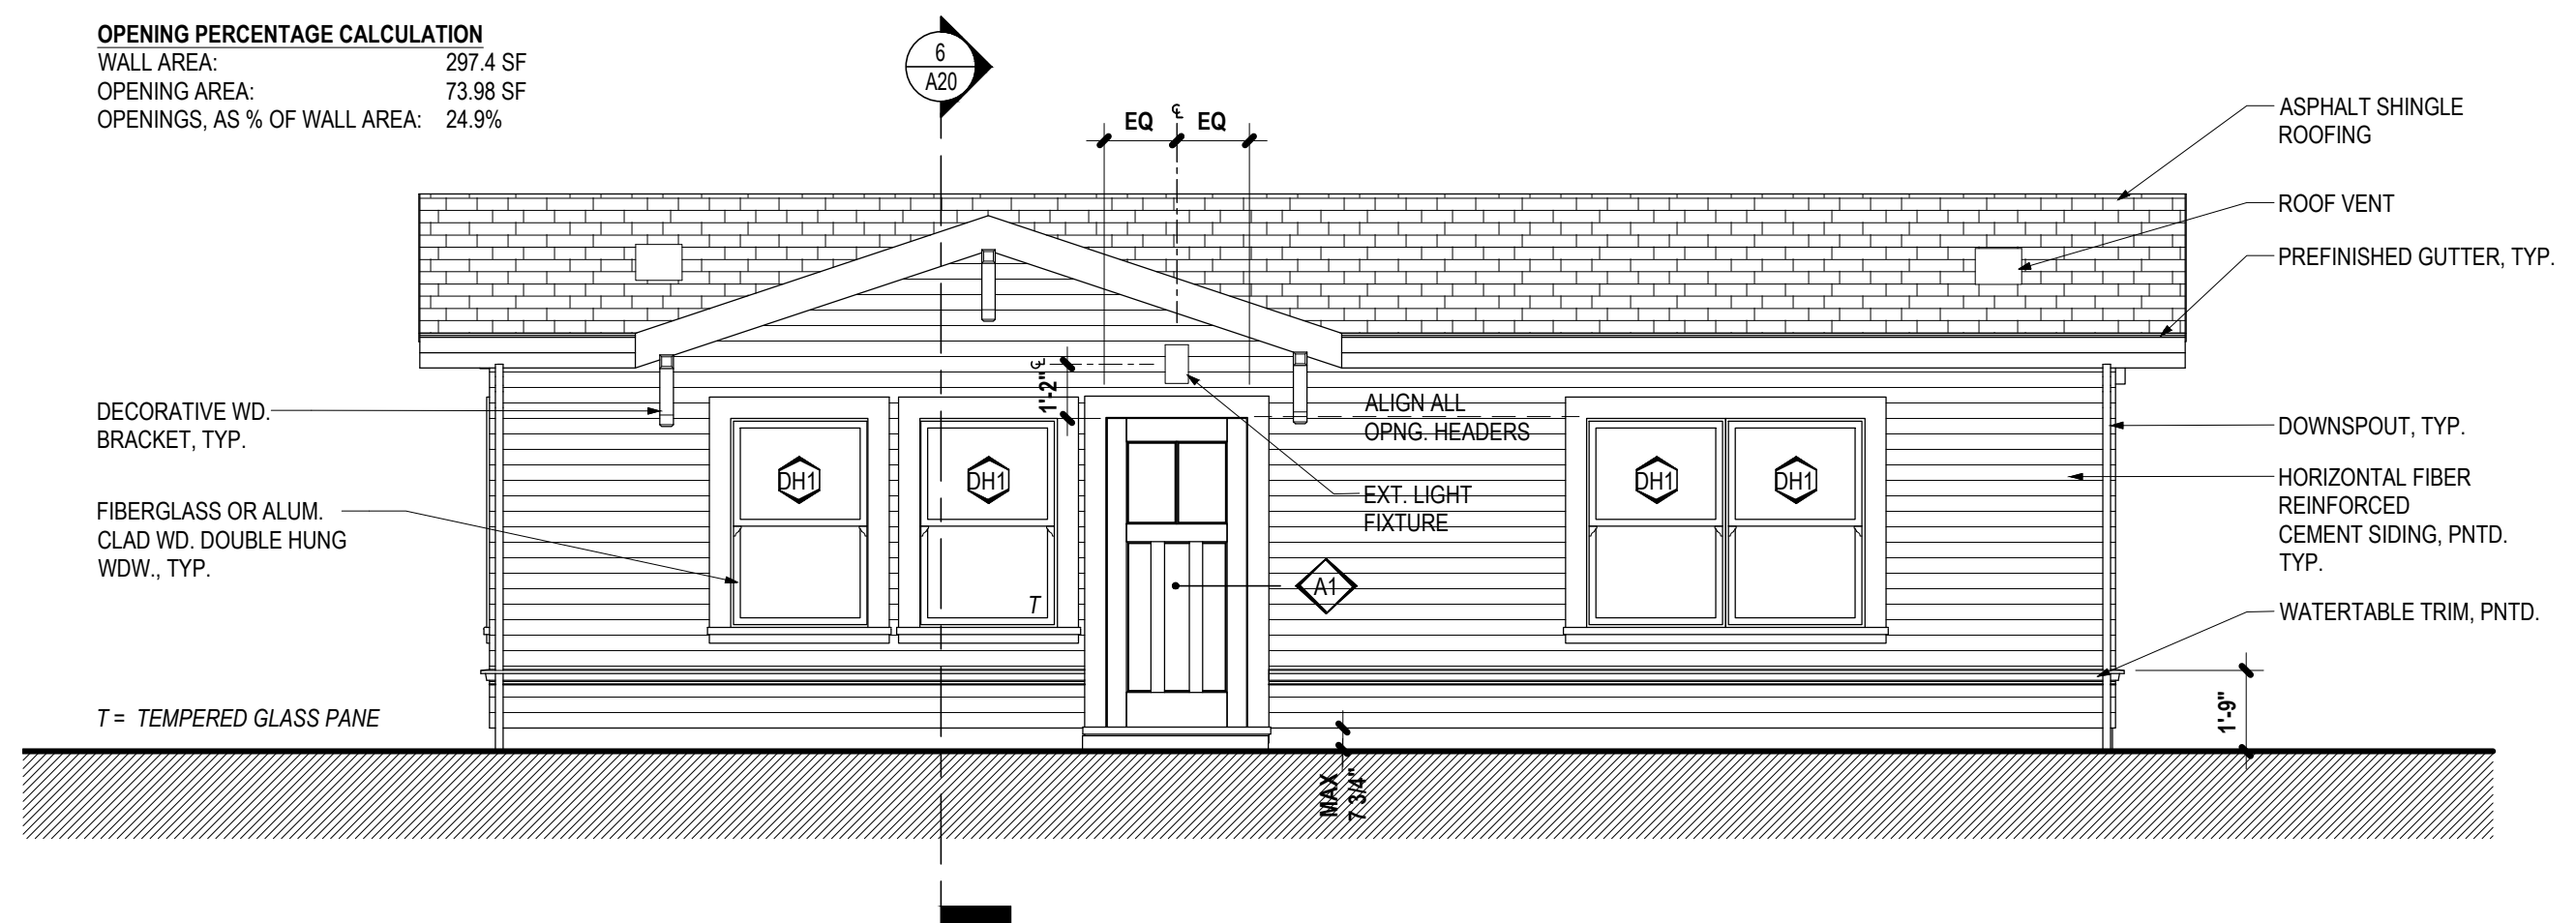 OPENING PERCENTAGE CALCULATION
WALL AREA: 297.4 SF
OPENING AREA: 73.98 SF
OPENINGS, AS % OF WALL AREA: 24.9%
6
A20
EQ ℄ EQ
ASPHALT SHINGLE
ROOFING
ROOF VENT
PREFINISHED GUTTER, TYP.
℄
1'-2"
DECORATIVE WD.
BRACKET, TYP.
ALIGN ALL
OPNG. HEADERS
DOWNSPOUT, TYP.
DH1 DH1 DH1 DH1
EXT. LIGHT
FIXTURE
HORIZONTAL FIBER
REINFORCED
CEMENT SIDING, PNTD.
TYP.
FIBERGLASS OR ALUM.
CLAD WD. DOUBLE HUNG
WDW., TYP.
T
A1
WATERTABLE TRIM, PNTD.
T = TEMPERED GLASS PANE
1'-9"
MAX
7 3/4"